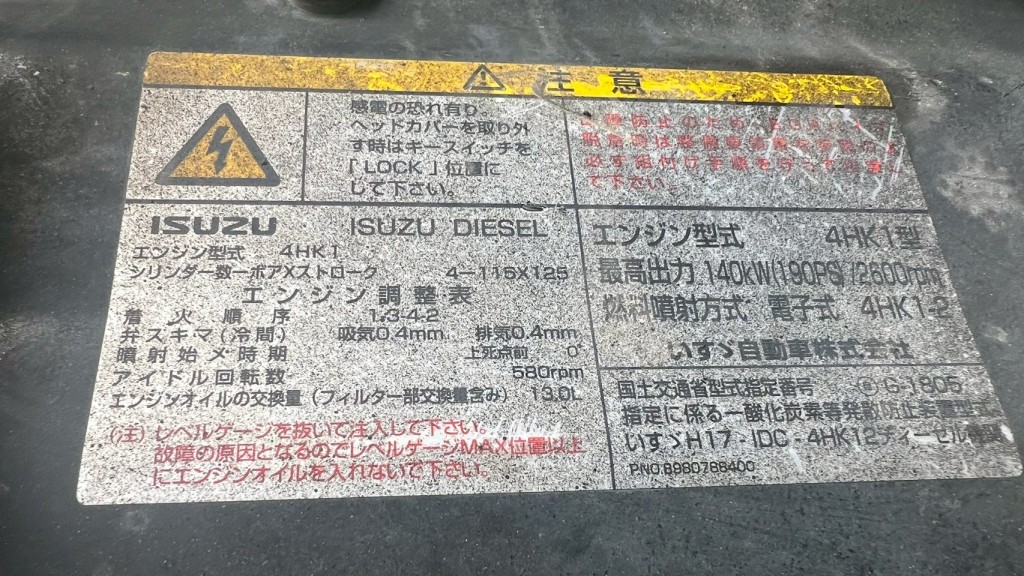 注意
感電の恐れ有り
ヘッドカバーを取り外
す時はキースイッチを
「LOCK」位置に
して下さい。
必ず組付け手順を
て下さい。
ISUZU ISUZU DIESEL
エンジン型式 4HK1
シリンダー数ーボアXストローク 4-115X125
エンジン調整表
着火順序 1.3-4.2
弁スキマ(冷間) 吸気0.4mm 排気0.4mm
噴射始メ時期 上死点前 0°
アイドル回転数 580rpm
エンジンオイルの交換量(フィルター部交換量含み) 13.0L
(注)レベルゲージを抜いて注入して下さい。
故障の原因となるのでレベルゲージMAX位置以上
にエンジンオイルを入れないで下さい。
エンジン型式 4HK1型
最高出力 140kW(190PS)/2600rpm
燃料噴射方式 電子式 4HK1-2
いすゞ自動車株式会社
国土交通省型式指定番号 G-1805
指定に係る一酸化炭素等発散防止装置型式
いすゞH17・IDC-4HK12ディーゼル
PNO.8980788400